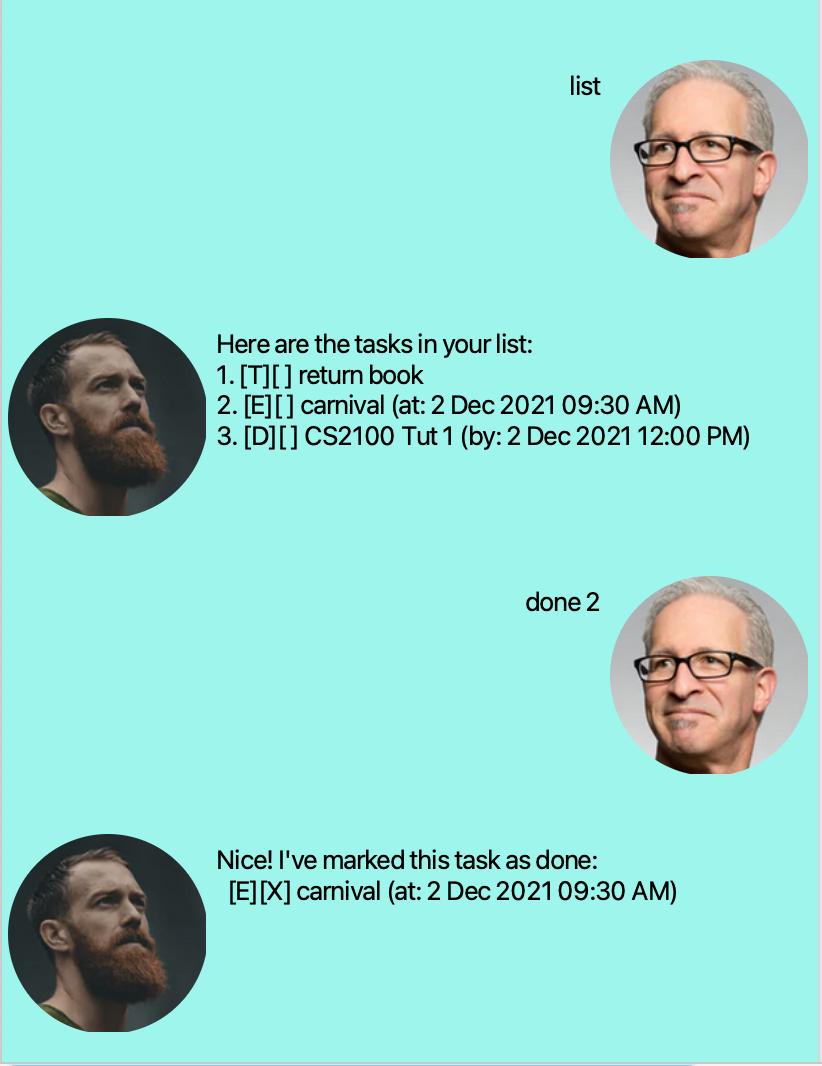 list
Here are the tasks in your list:
1. [T][ ] return book
2. [E][ ] carnival (at: 2 Dec 2021 09:30 AM)
3. [D][ ] CS2100 Tut 1 (by: 2 Dec 2021 12:00 PM)
done 2
Nice! I've marked this task as done:
[E][X] carnival (at: 2 Dec 2021 09:30 AM)